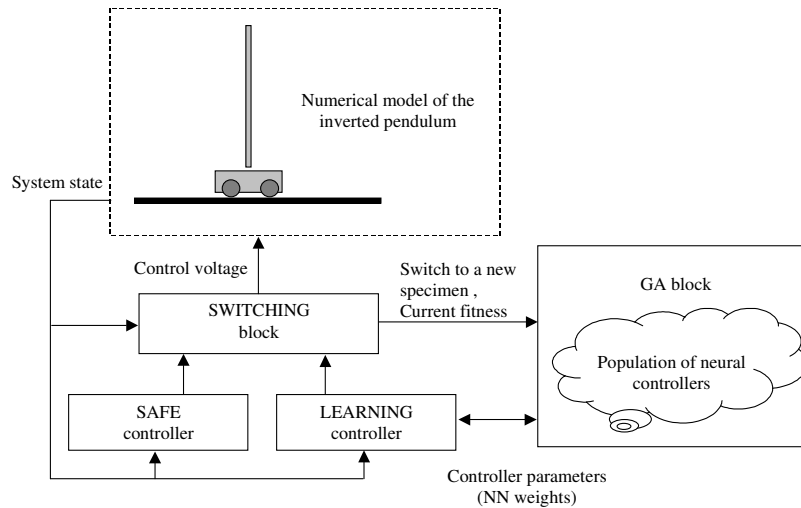 Numerical model of the
inverted pendulum
System state
Control voltage
Switch to a new
specimen ,
Current fitness
GA block
SWITCHING
block
Population of neural
controllers
SAFE
controller
LEARNING
controller
Controller parameters
(NN weights)